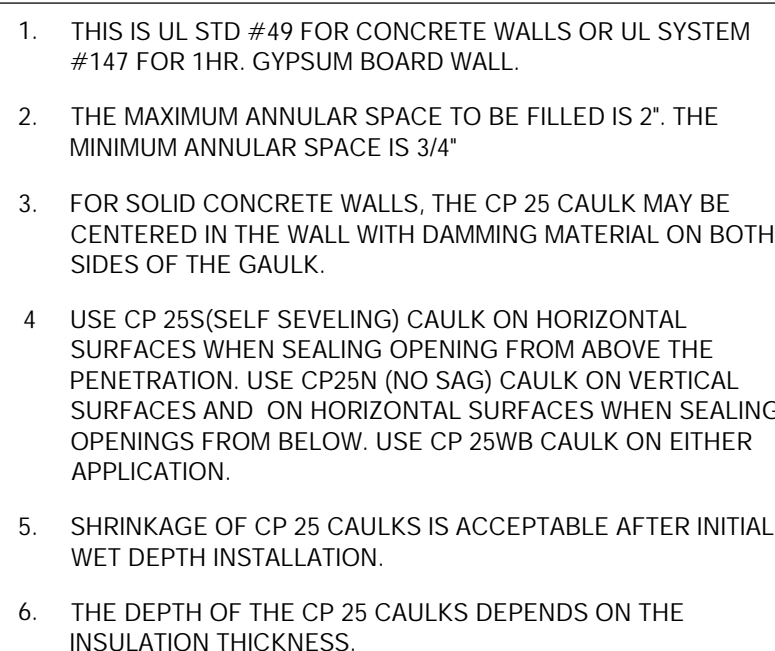 1. THIS IS UL STD #49 FOR CONCRETE WALLS OR UL SYSTEM
#147 FOR 1HR. GYPSUM BOARD WALL.
2. THE MAXIMUM ANNULAR SPACE TO BE FILLED IS 2". THE
MINIMUM ANNULAR SPACE IS 3/4"
3. FOR SOLID CONCRETE WALLS, THE CP 25 CAULK MAY BE
CENTERED IN THE WALL WITH DAMMING MATERIAL ON BOTH
SIDES OF THE GAULK.
4 USE CP 25S(SELF SEVELING) CAULK ON HORIZONTAL
SURFACES WHEN SEALING OPENING FROM ABOVE THE
PENETRATION. USE CP25N (NO SAG) CAULK ON VERTICAL
SURFACES AND ON HORIZONTAL SURFACES WHEN SEALING
OPENINGS FROM BELOW. USE CP 25WB CAULK ON EITHER
APPLICATION.
5. SHRINKAGE OF CP 25 CAULKS IS ACCEPTABLE AFTER INITIAL
WET DEPTH INSTALLATION.
6. THE DEPTH OF THE CP 25 CAULKS DEPENDS ON THE
INSULATION THICKNESS.